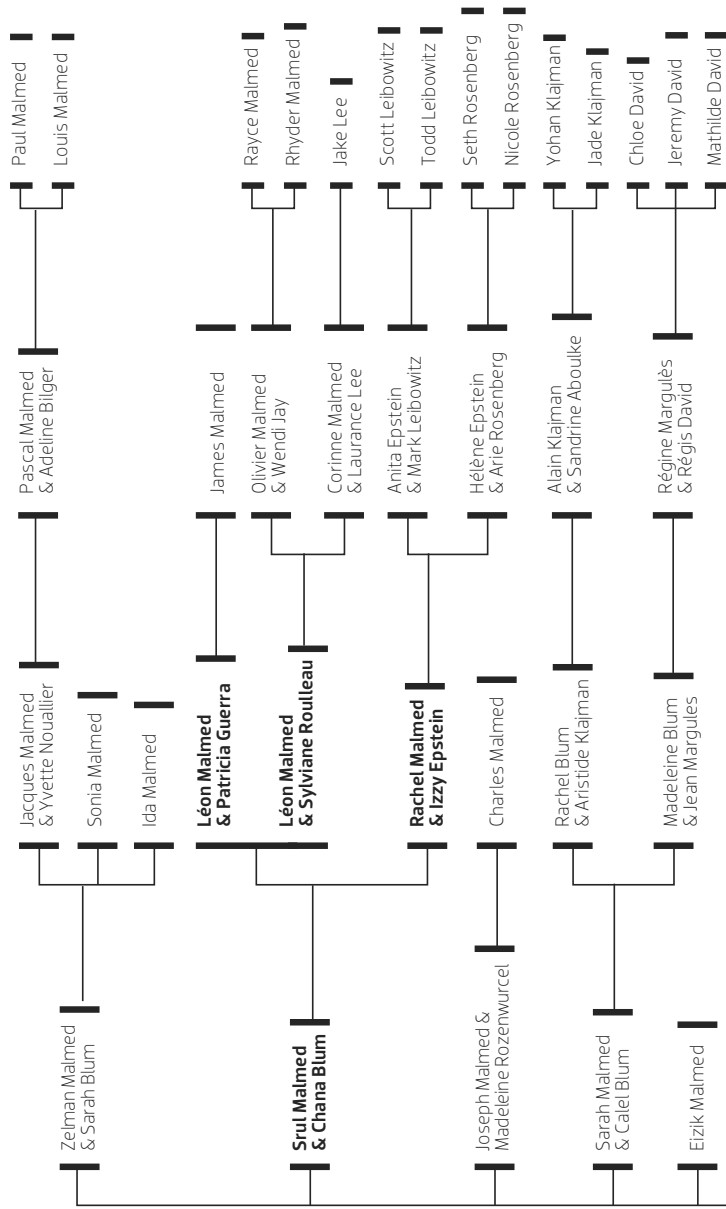 Zelman Malmed
& Sarah Blum
Jacques Malmed
& Yvette Nouallier
Pascal Malmed
& Adeline Bilger
Paul Malmed
Louis Malmed
Sonia Malmed
Ida Malmed
Srul Malmed
& Chana Blum
Léon Malmed
& Patricia Guerra
James Malmed
Léon Malmed
& Sylviane Roulleau
Olivier Malmed
& Wendi Jay
Rayce Malmed
Rhyder Malmed
Corinne Malmed
& Laurance Lee
Jake Lee
Rachel Malmed
& Izzy Epstein
Anita Epstein
& Mark Leibowitz
Scott Leibowitz
Todd Leibowitz
Hélène Epstein
& Arie Rosenberg
Seth Rosenberg
Nicole Rosenberg
Joseph Malmed &
Madeleine Rozenwurcel
Charles Malmed
Sarah Malmed
& Calel Blum
Rachel Blum
& Aristide Klajman
Alain Klajman
& Sandrine Aboulke
Yohan Klajman
Jade Klajman
Madeleine Blum
& Jean Margules
Régine Margulès
& Régis David
Chloe David
Jeremy David
Mathilde David
Eizik Malmed